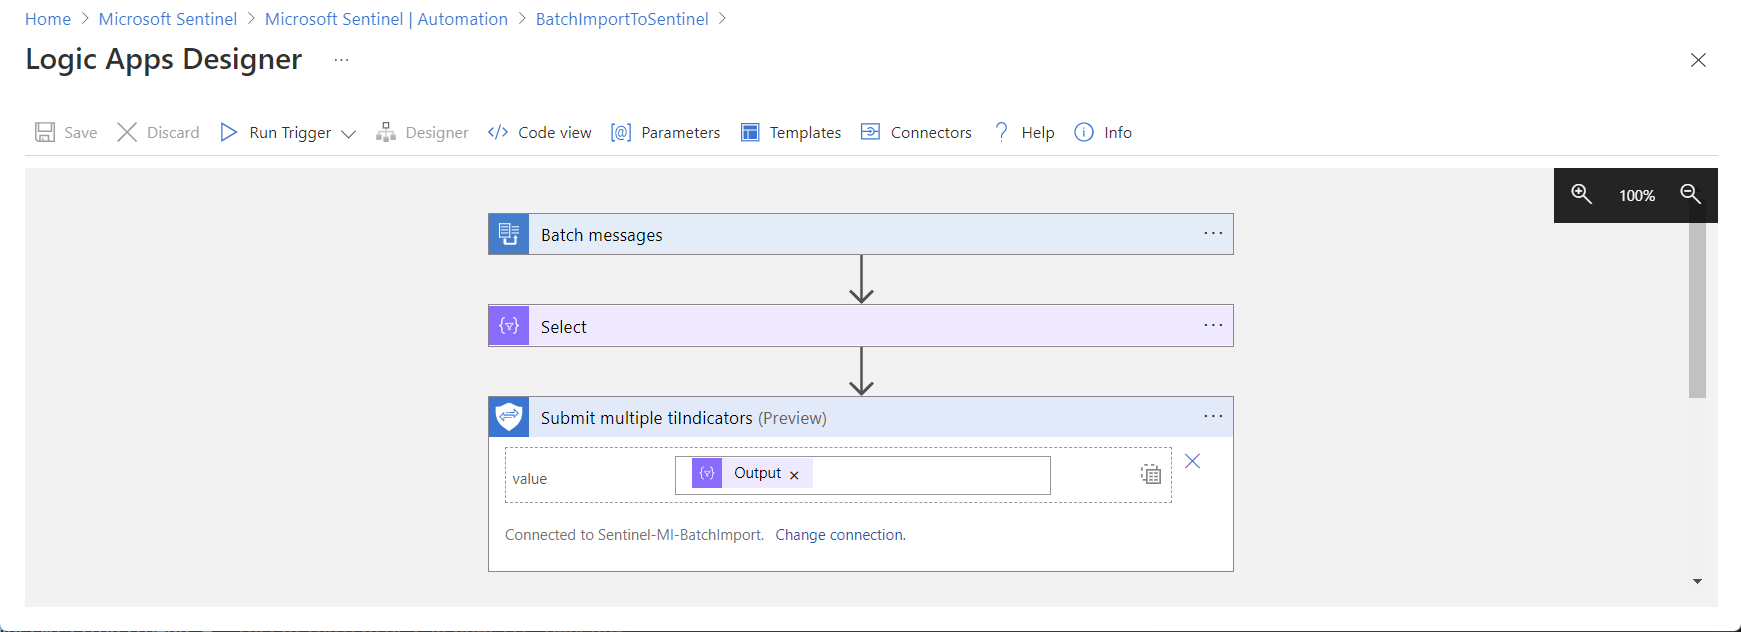 Home > Microsoft Sentinel > Microsoft Sentinel | Automation > BatchImportToSentinel >
Logic Apps Designer ...
Save Discard Run Trigger Designer </> Code view [@] Parameters Templates Connectors ? Help Info
100%
Batch messages ...
Select ...
Submit multiple tiIndicators (Preview) ...
value Output ×
Connected to Sentinel-MI-BatchImport. Change connection.